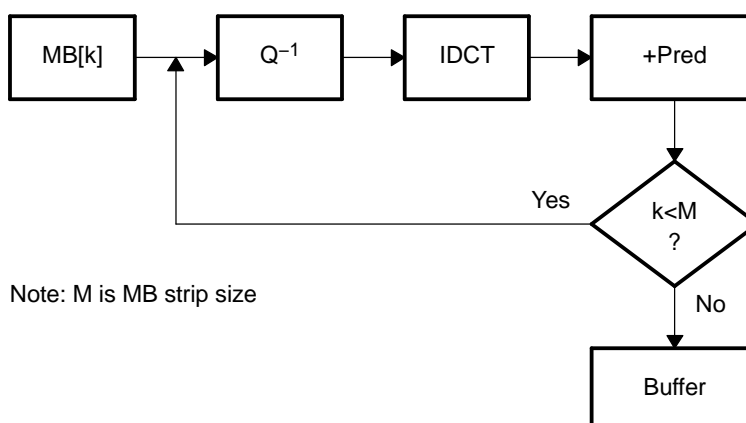 MB[k]
Q⁻¹
IDCT
+Pred
Yes
k<M
?
Note: M is MB strip size
No
Buffer